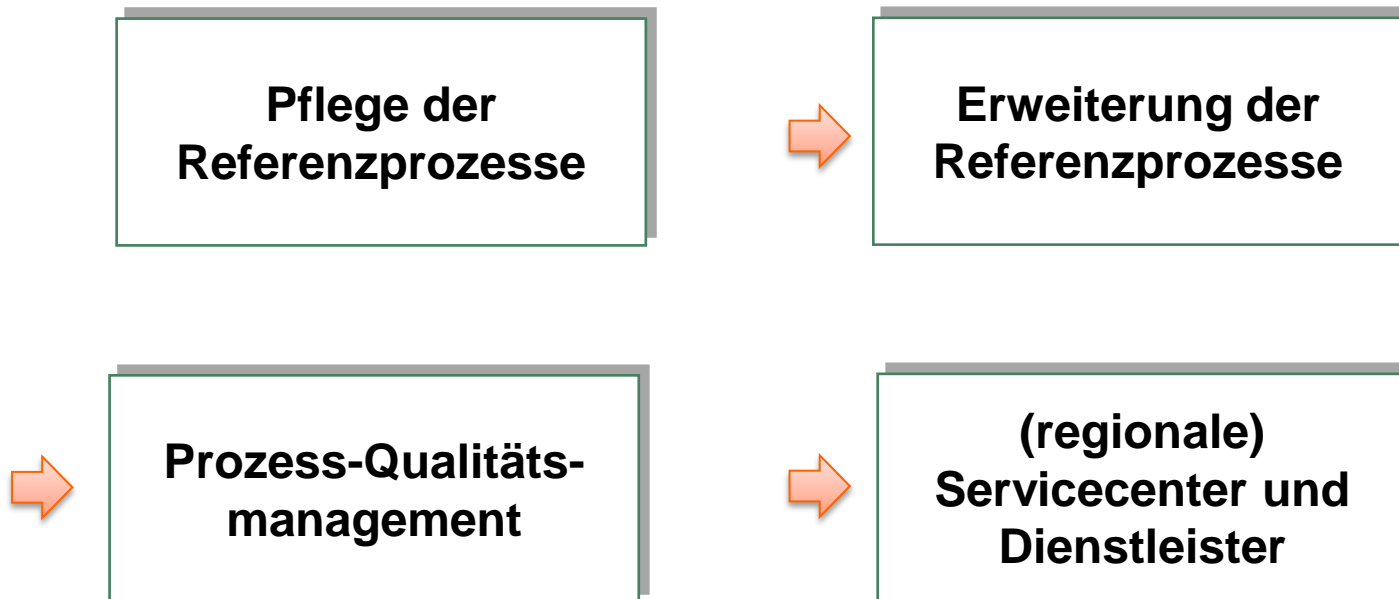 Pflege der
Referenzprozesse
Erweiterung der
Referenzprozesse
Prozess-Qualitäts-
management
(regionale)
Servicecenter und
Dienstleister